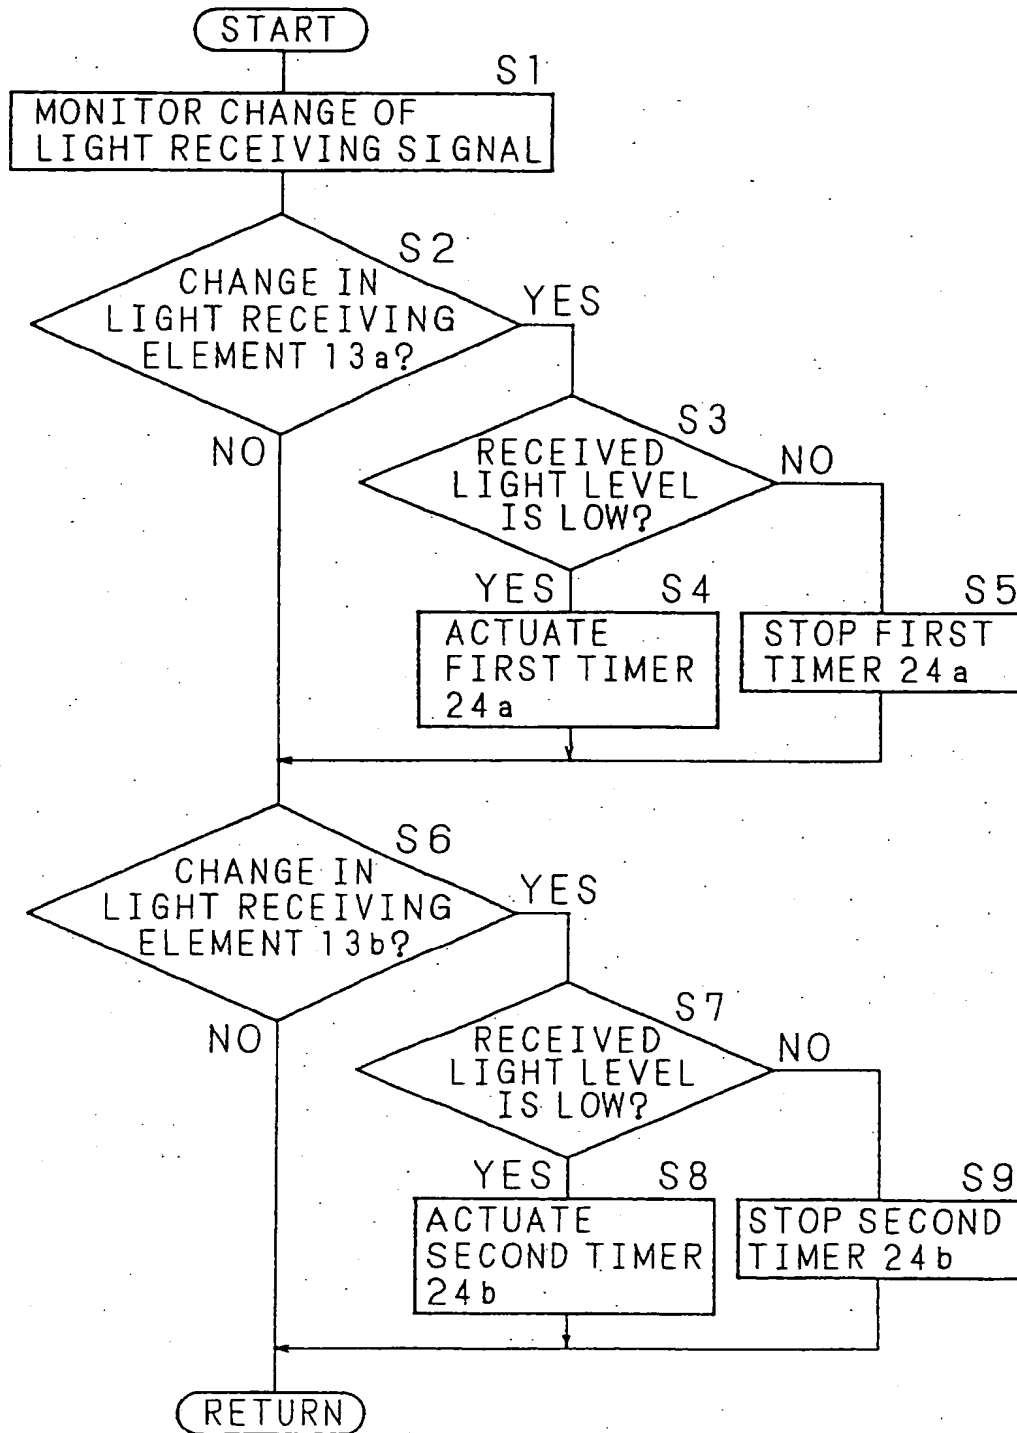 START
S1
MONITOR CHANGE OF
LIGHT RECEIVING SIGNAL
S2
CHANGE IN
LIGHT RECEIVING
ELEMENT 13a?
YES
NO
S3
RECEIVED
LIGHT LEVEL
IS LOW?
NO
YES
S4
ACTUATE
FIRST TIMER
24a
S5
STOP FIRST
TIMER 24a
S6
CHANGE IN
LIGHT RECEIVING
ELEMENT 13b?
YES
NO
S7
RECEIVED
LIGHT LEVEL
IS LOW?
NO
YES
S8
ACTUATE
SECOND TIMER
24b
S9
STOP SECOND
TIMER 24b
RETURN